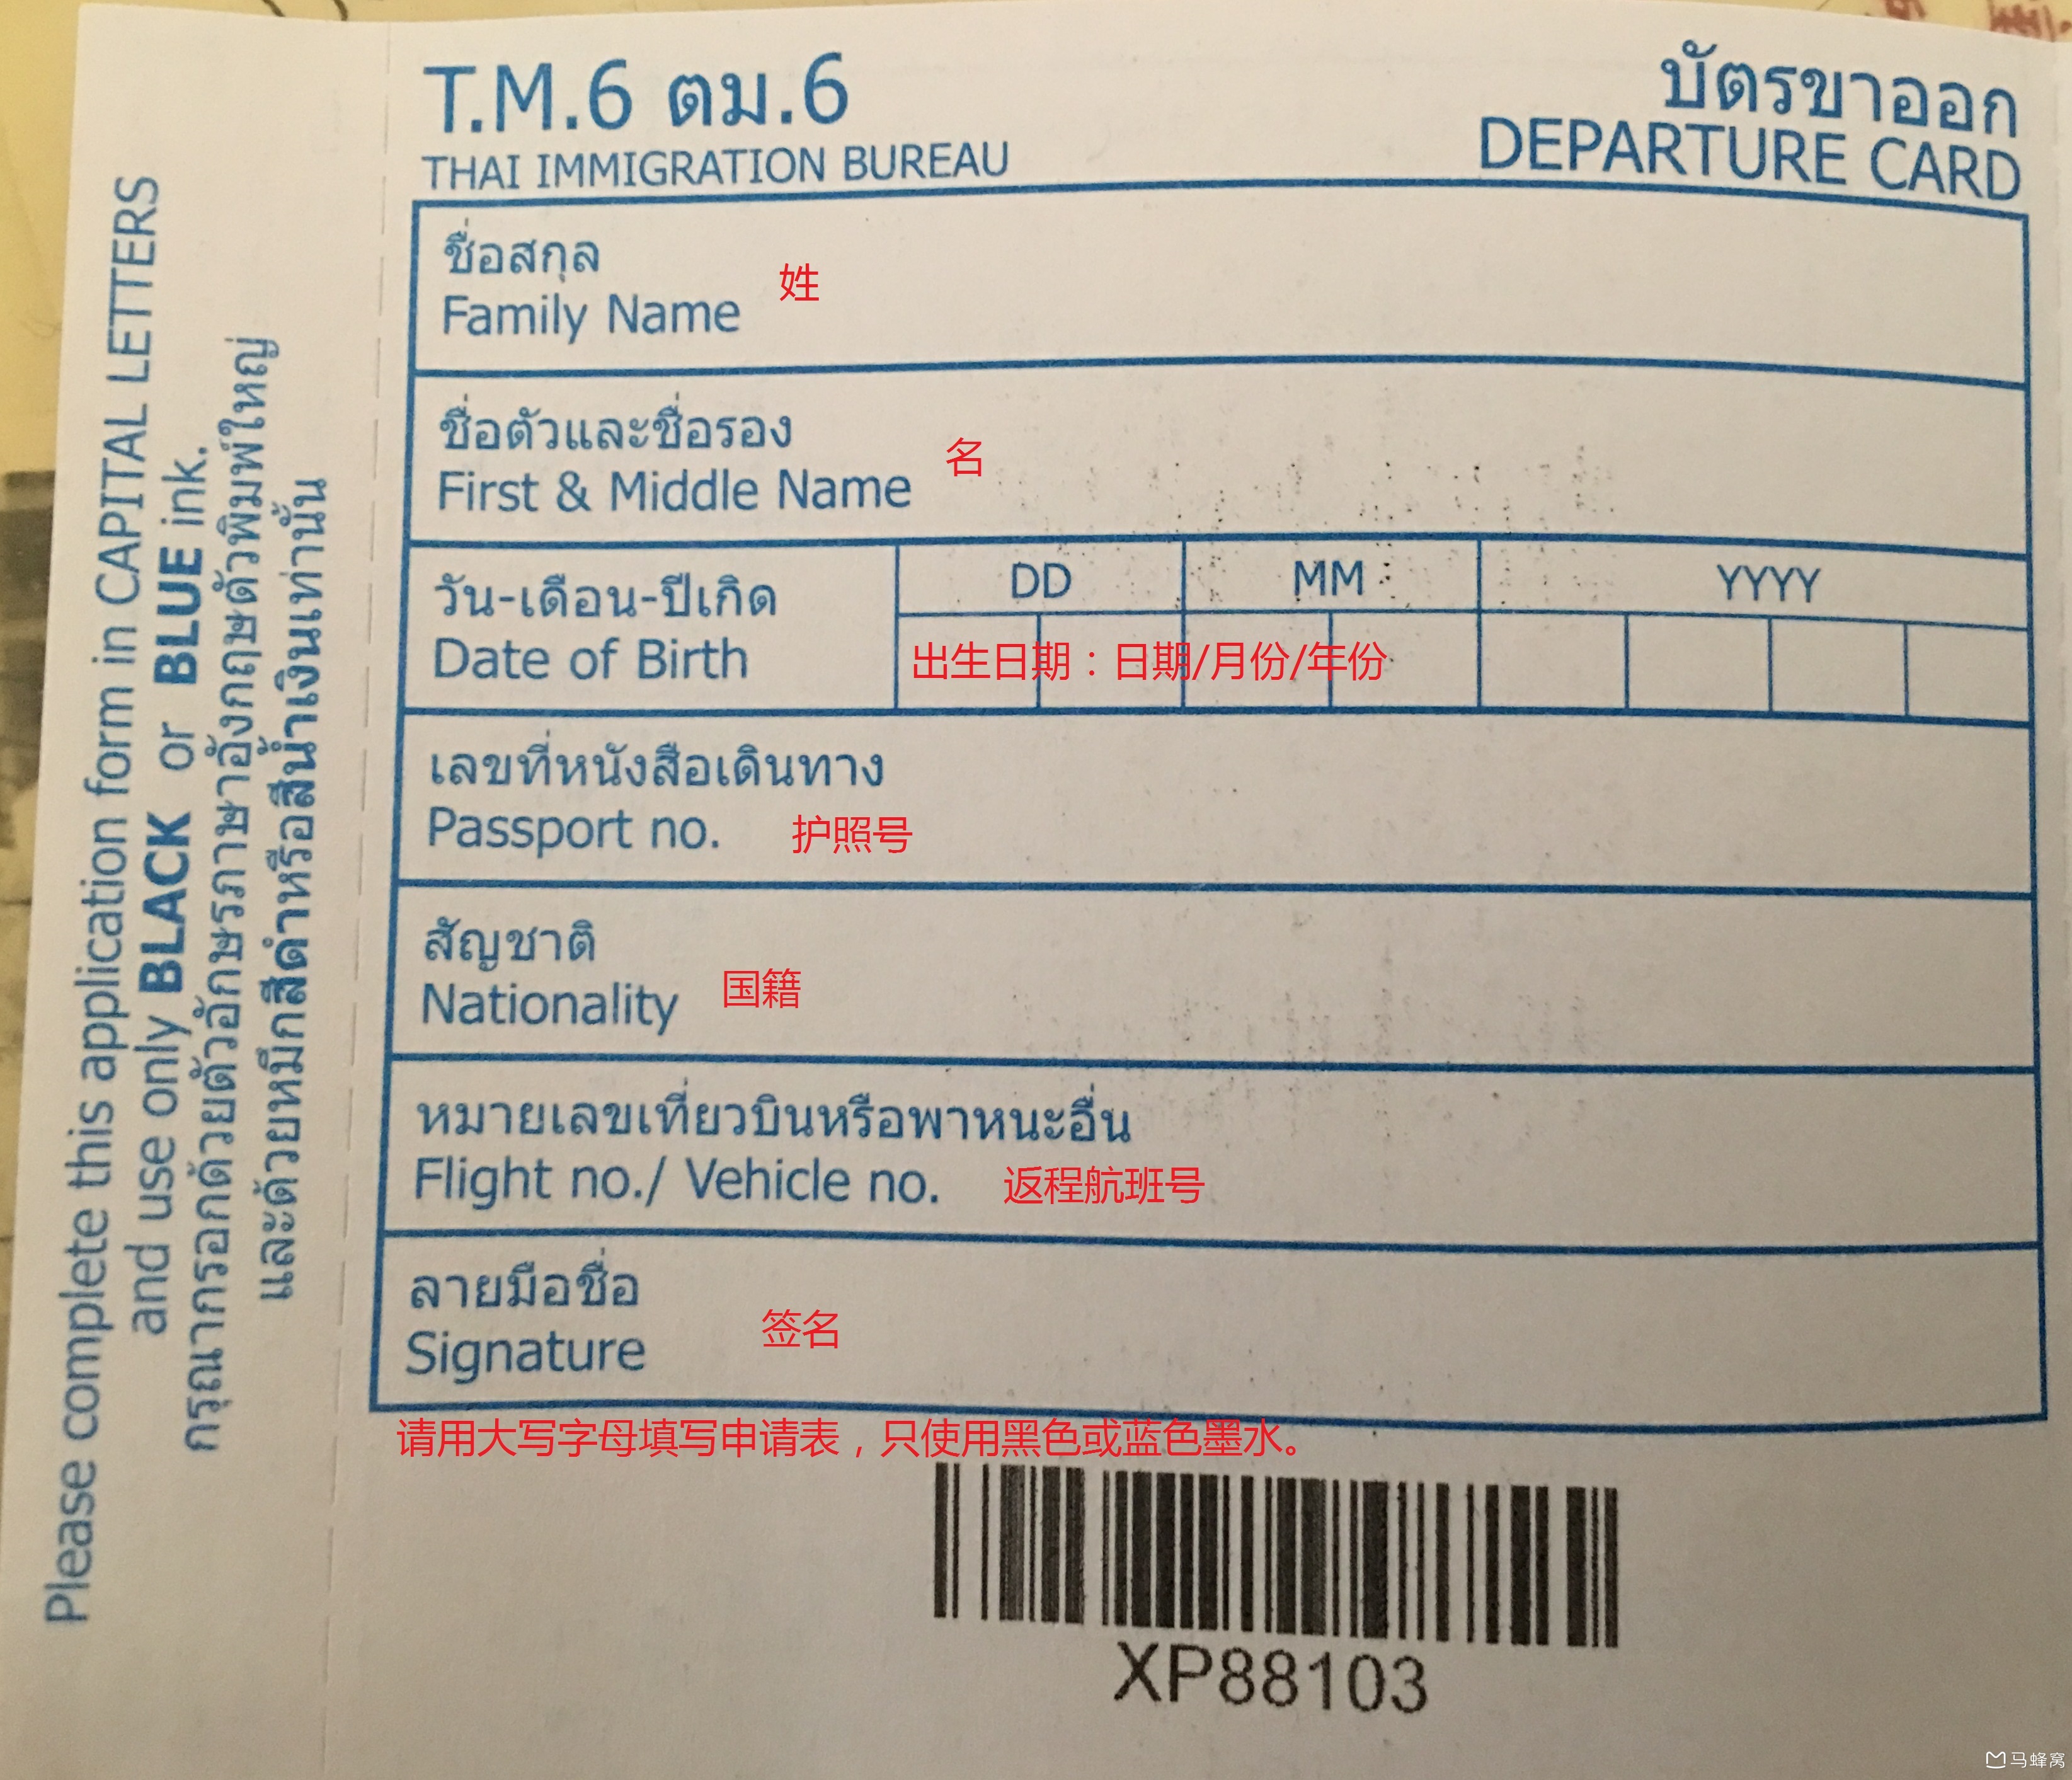 Please complete this application form in CAPITAL LETTERS
and use only BLACK or BLUE ink.
กรุณากรอกด้วยตัวอักษรภาษาอังกฤษตัวพิมพ์ใหญ่
และด้วยหมึกสีดำหรือสีน้ำเงินเท่านั้น
T.M.6 ตม.6
THAI IMMIGRATION BUREAU
บัตรขาออก
DEPARTURE CARD
ชื่อสกุล
Family Name 姓
ชื่อตัวและชื่อรอง
First & Middle Name 名
วัน-เดือน-ปีเกิด
Date of Birth
DD MM YYYY
出生日期：日期/月份/年份
เลขที่หนังสือเดินทาง
Passport no. 护照号
สัญชาติ
Nationality 国籍
หมายเลขเที่ยวบินหรือพาหนะอื่น
Flight no./ Vehicle no. 返程航班号
ลายมือชื่อ
Signature 签名
请用大写字母填写申请表，只使用黑色或蓝色墨水。
XP88103
马蜂窝